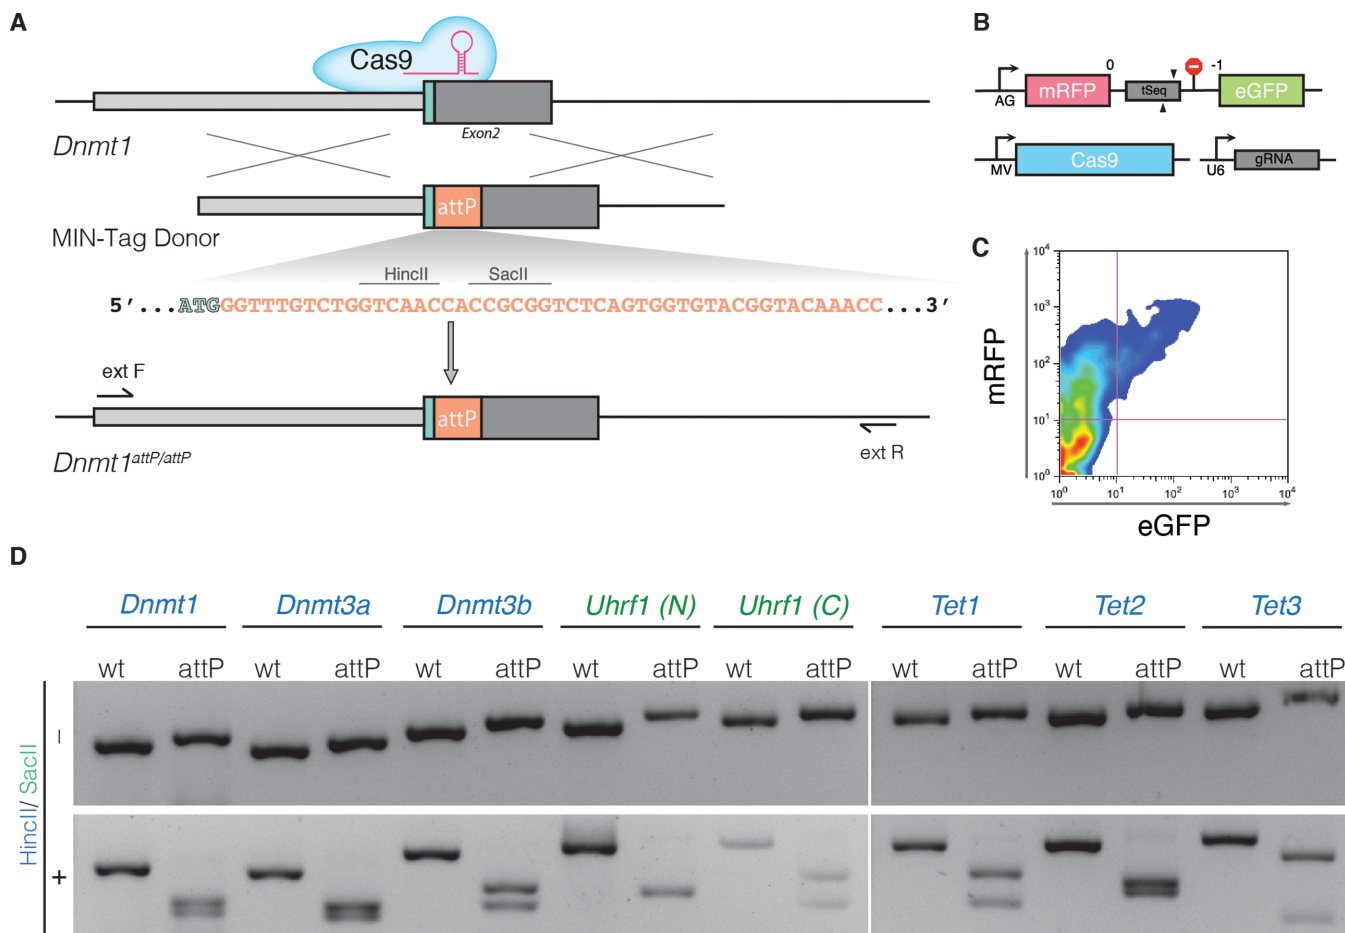 A
Cas9
Exon2
Dnmt1
attP
MIN-Tag Donor
HincII SacII
5’...ATGGGTTTGTCTGGTCAACCACCGCGGTCTCAGTGGTGTACGGTACAAACC...3’
ext F
attP
ext R
Dnmt1attP/attP
B
0 -1
AG mRFP tSeq eGFP
MV Cas9 U6 gRNA
C
mRFP
10⁴
10³
10²
10¹
10⁰
10⁰ 10¹ 10² 10³ 10⁴
eGFP
D
Dnmt1 Dnmt3a Dnmt3b Uhrf1 (N) Uhrf1 (C) Tet1 Tet2 Tet3
wt attP wt attP wt attP wt attP wt attP wt attP wt attP wt attP
HincII/ SacII
–
+